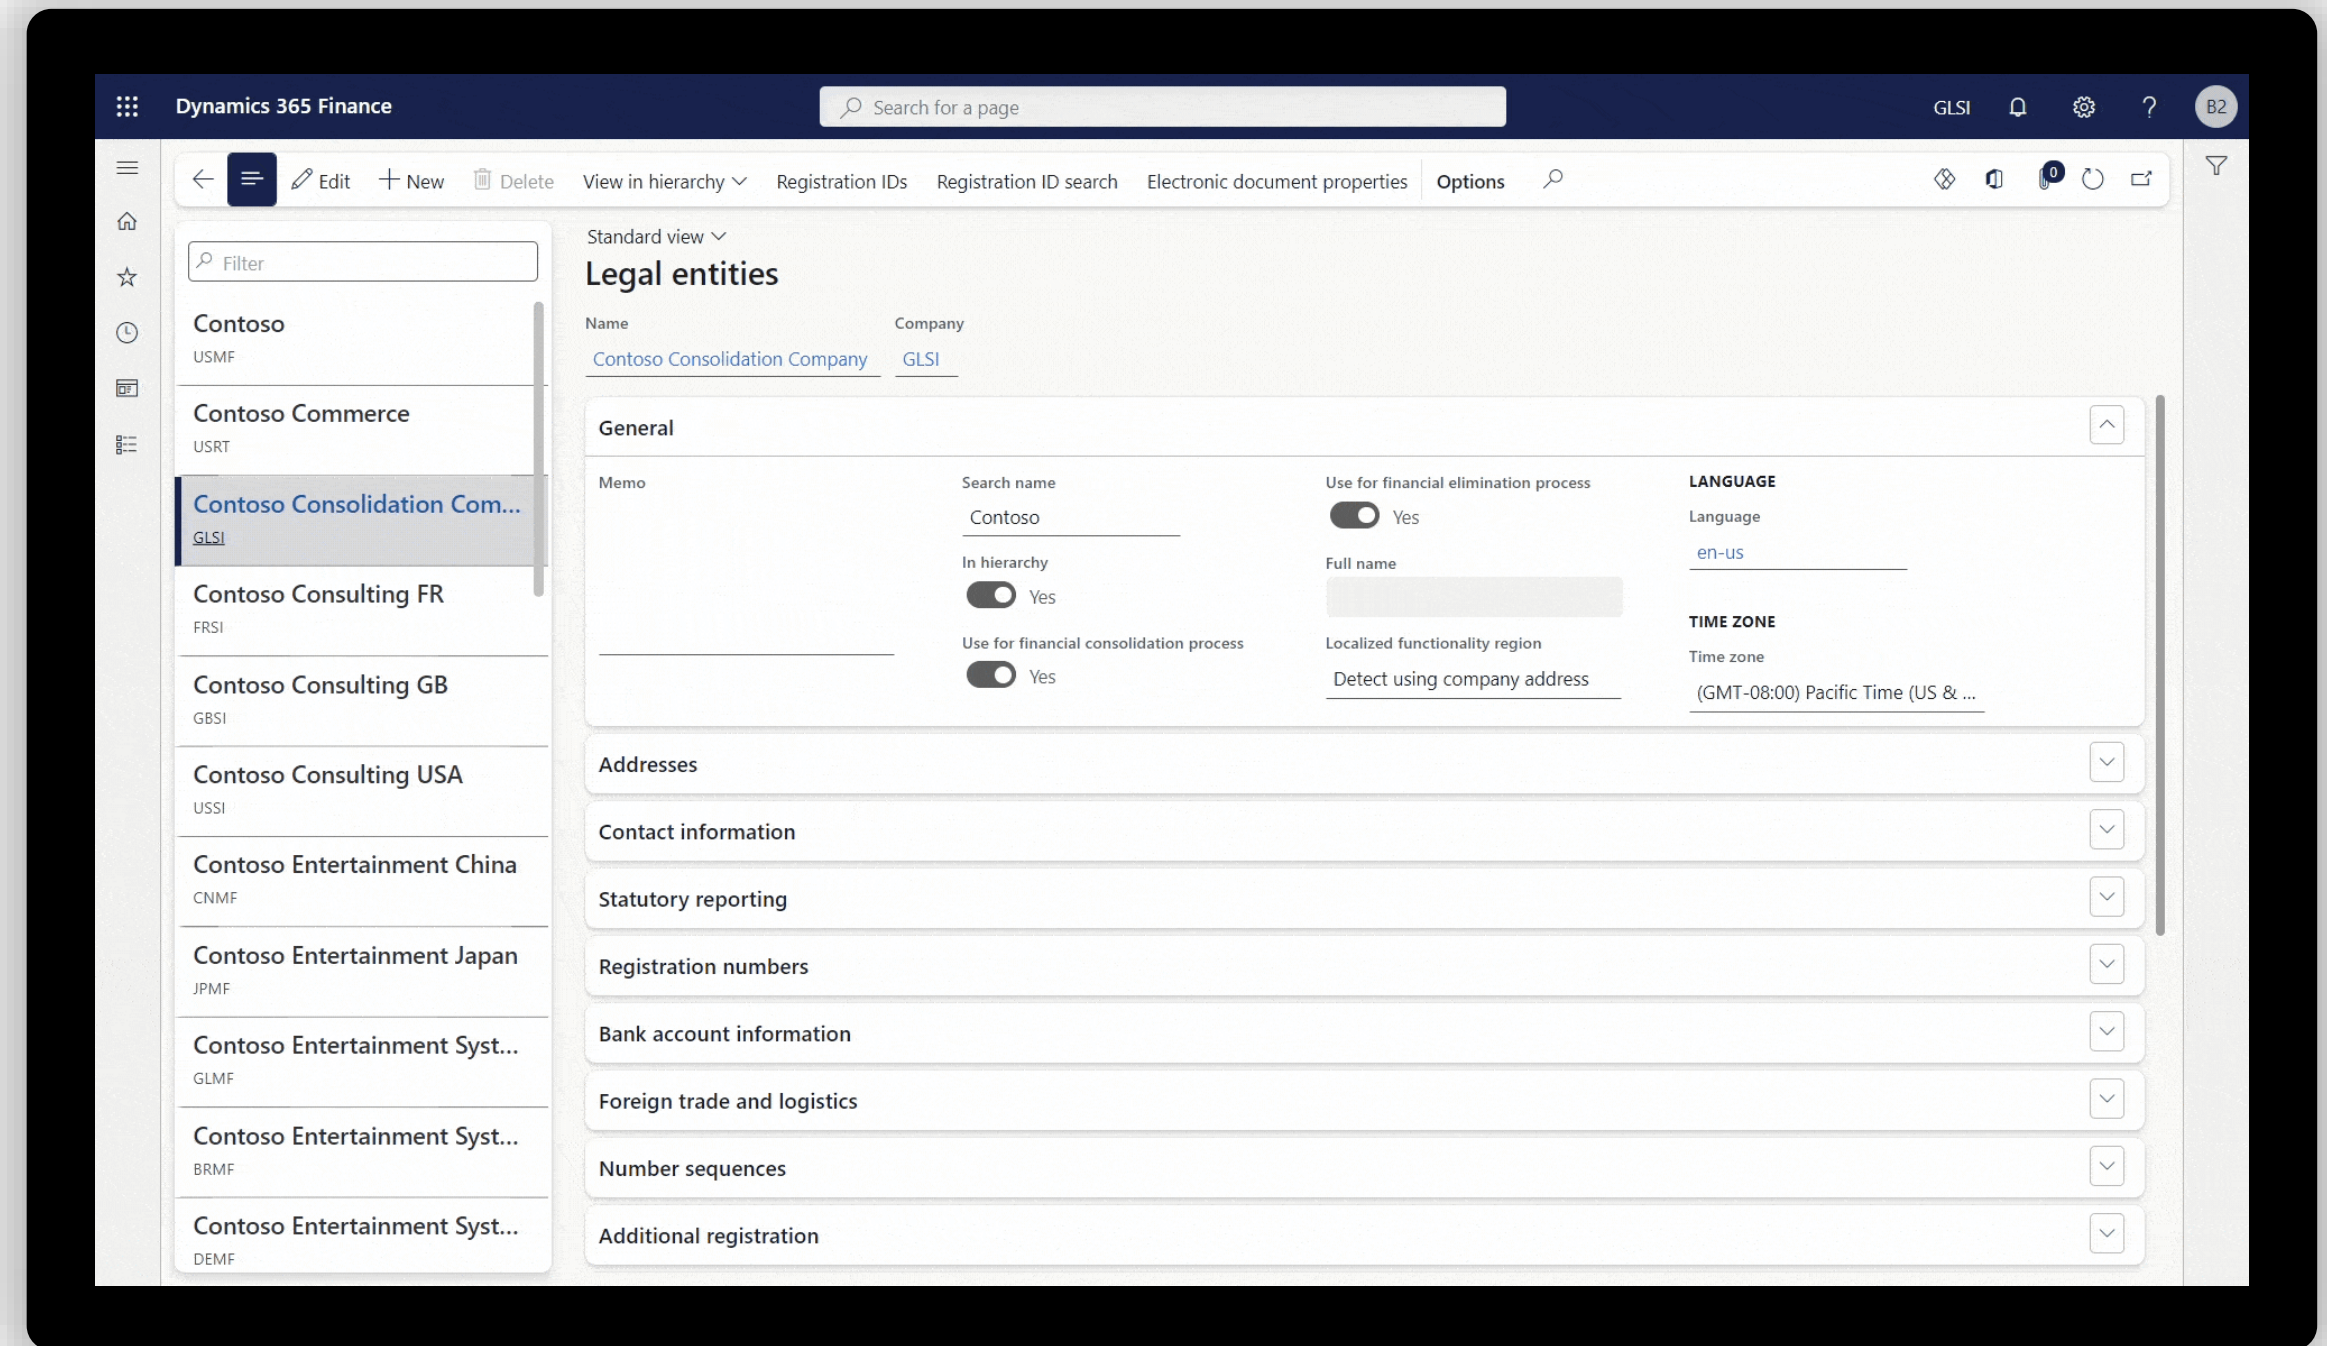 Dynamics 365 Finance
Search for a page
GLSI
?
B2
Edit
New
Delete
View in hierarchy
Registration IDs
Registration ID search
Electronic document properties
Options
0
Filter
Contoso
USMF
Contoso Commerce
USRT
Contoso Consolidation Com...
GLSI
Contoso Consulting FR
FRSI
Contoso Consulting GB
GBSI
Contoso Consulting USA
USSI
Contoso Entertainment China
CNMF
Contoso Entertainment Japan
JPMF
Contoso Entertainment Syst...
GLMF
Contoso Entertainment Syst...
BRMF
Contoso Entertainment Syst...
DEMF
Standard view
Legal entities
Name
Contoso Consolidation Company
Company
GLSI
General
Memo
Search name
Contoso
In hierarchy
Yes
Use for financial consolidation process
Yes
Use for financial elimination process
Yes
Full name
Localized functionality region
Detect using company address
LANGUAGE
Language
en-us
TIME ZONE
Time zone
(GMT-08:00) Pacific Time (US & ...
Addresses
Contact information
Statutory reporting
Registration numbers
Bank account information
Foreign trade and logistics
Number sequences
Additional registration